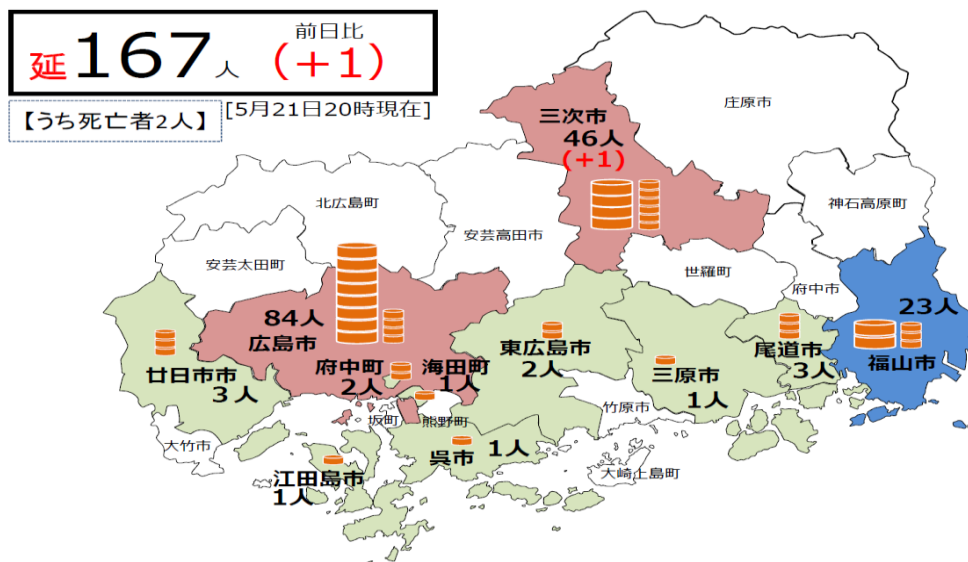 前日比
延167人 (+1)
【うち死亡者2人】
[5月21日20時現在]
庄原市
三次市
46人
(+1)
北広島町
神石高原町
安芸高田市
安芸太田町
世羅町
府中市
84人
広島市
23人
福山市
府中町
2人
海田町
1人
東広島市
2人
尾道市
3人
三原市
1人
廿日市市
3人
竹原市
坂町
熊野町
大竹市
呉市 1人
大崎上島町
江田島市
1人